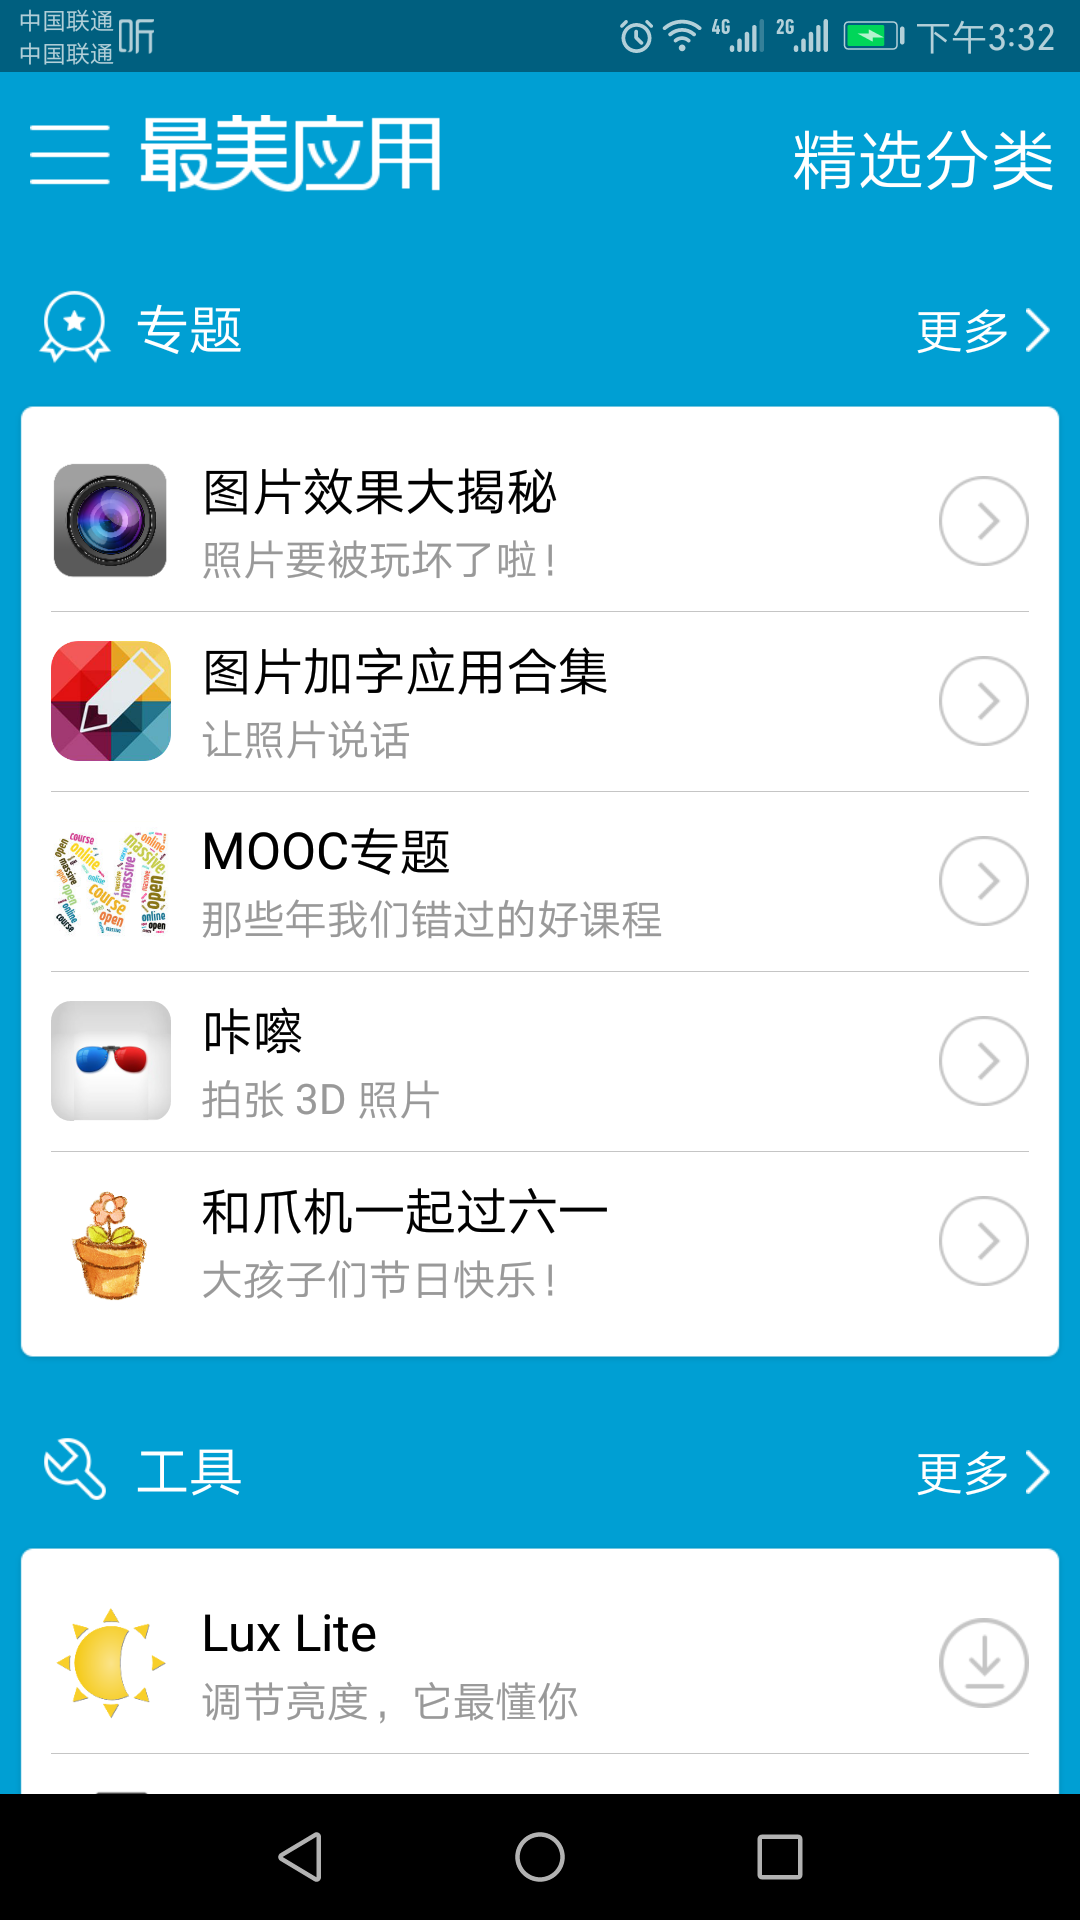 中国联通
中国联通
听
4G
2G
下午3:32
最美应用
精选分类
专题
更多
图片效果大揭秘
照片要被玩坏了啦！
图片加字应用合集
让照片说话
MOOC专题
那些年我们错过的好课程
咔嚓
拍张 3D 照片
和爪机一起过六一
大孩子们节日快乐！
工具
更多
Lux Lite
调节亮度，它最懂你